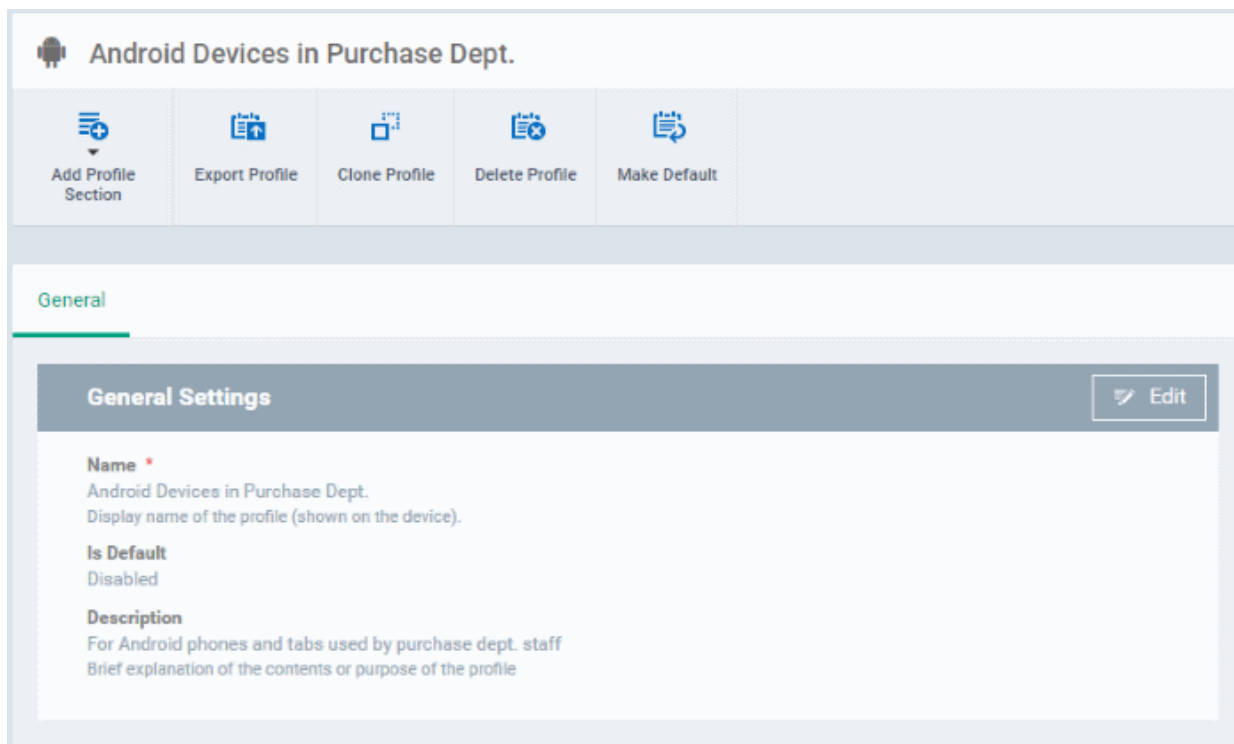 Android Devices in Purchase Dept.
Add Profile
Section
Export Profile
Clone Profile
Delete Profile
Make Default
General
General Settings
Edit
Name *
Android Devices in Purchase Dept.
Display name of the profile (shown on the device).
Is Default
Disabled
Description
For Android phones and tabs used by purchase dept. staff
Brief explanation of the contents or purpose of the profile